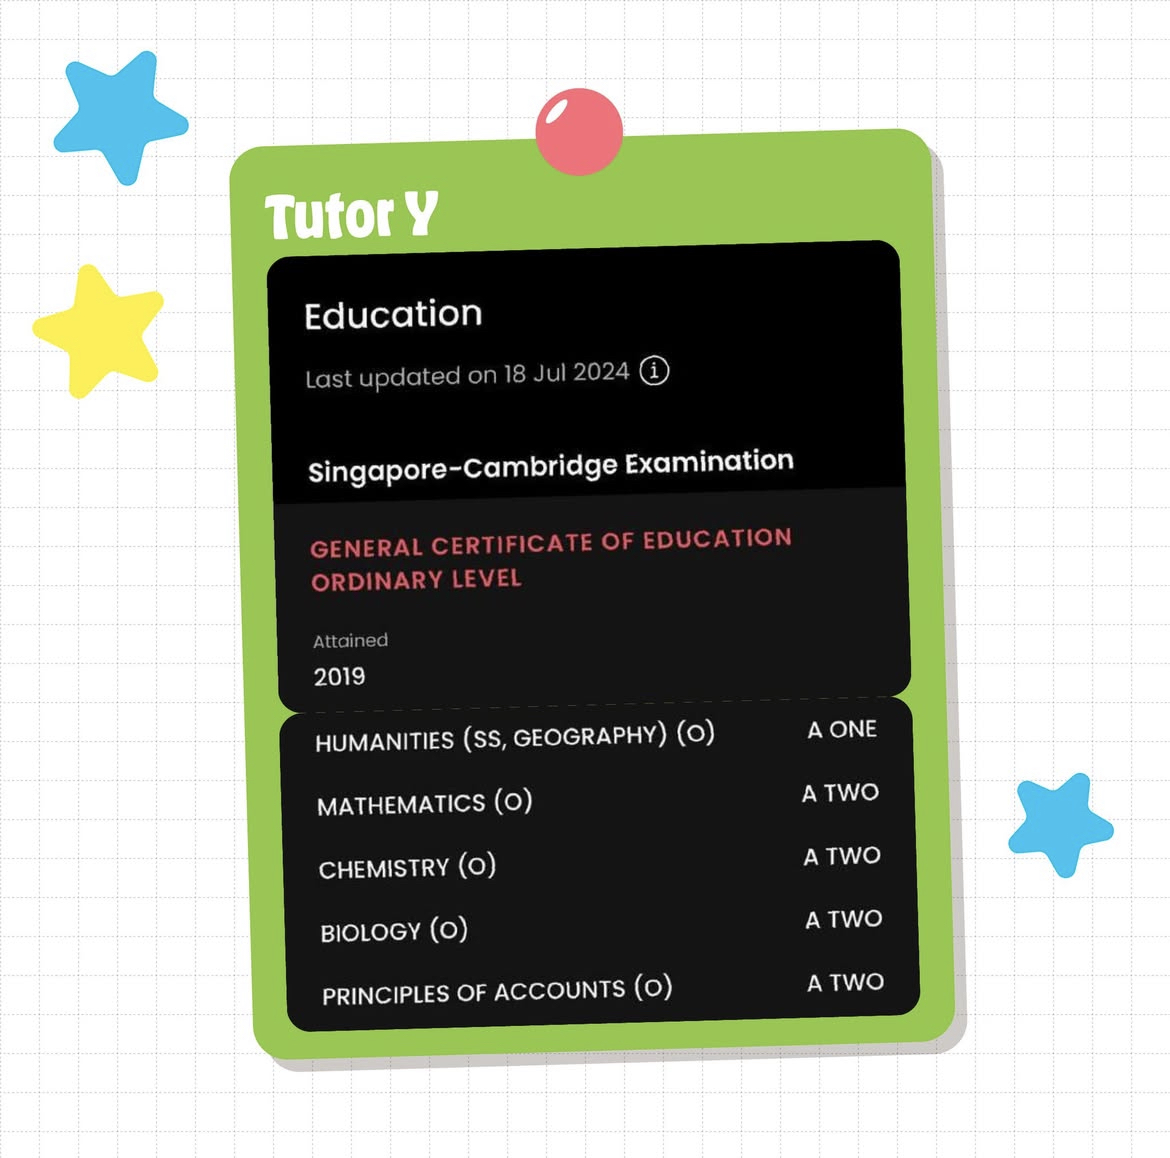 Tutor Y
Education
Last updated on 18 Jul 2024
Singapore-Cambridge Examination
GENERAL CERTIFICATE OF EDUCATION
ORDINARY LEVEL
Attained
2019
HUMANITIES (SS, GEOGRAPHY) (O) A ONE
MATHEMATICS (O) A TWO
CHEMISTRY (O) A TWO
BIOLOGY (O) A TWO
PRINCIPLES OF ACCOUNTS (O) A TWO